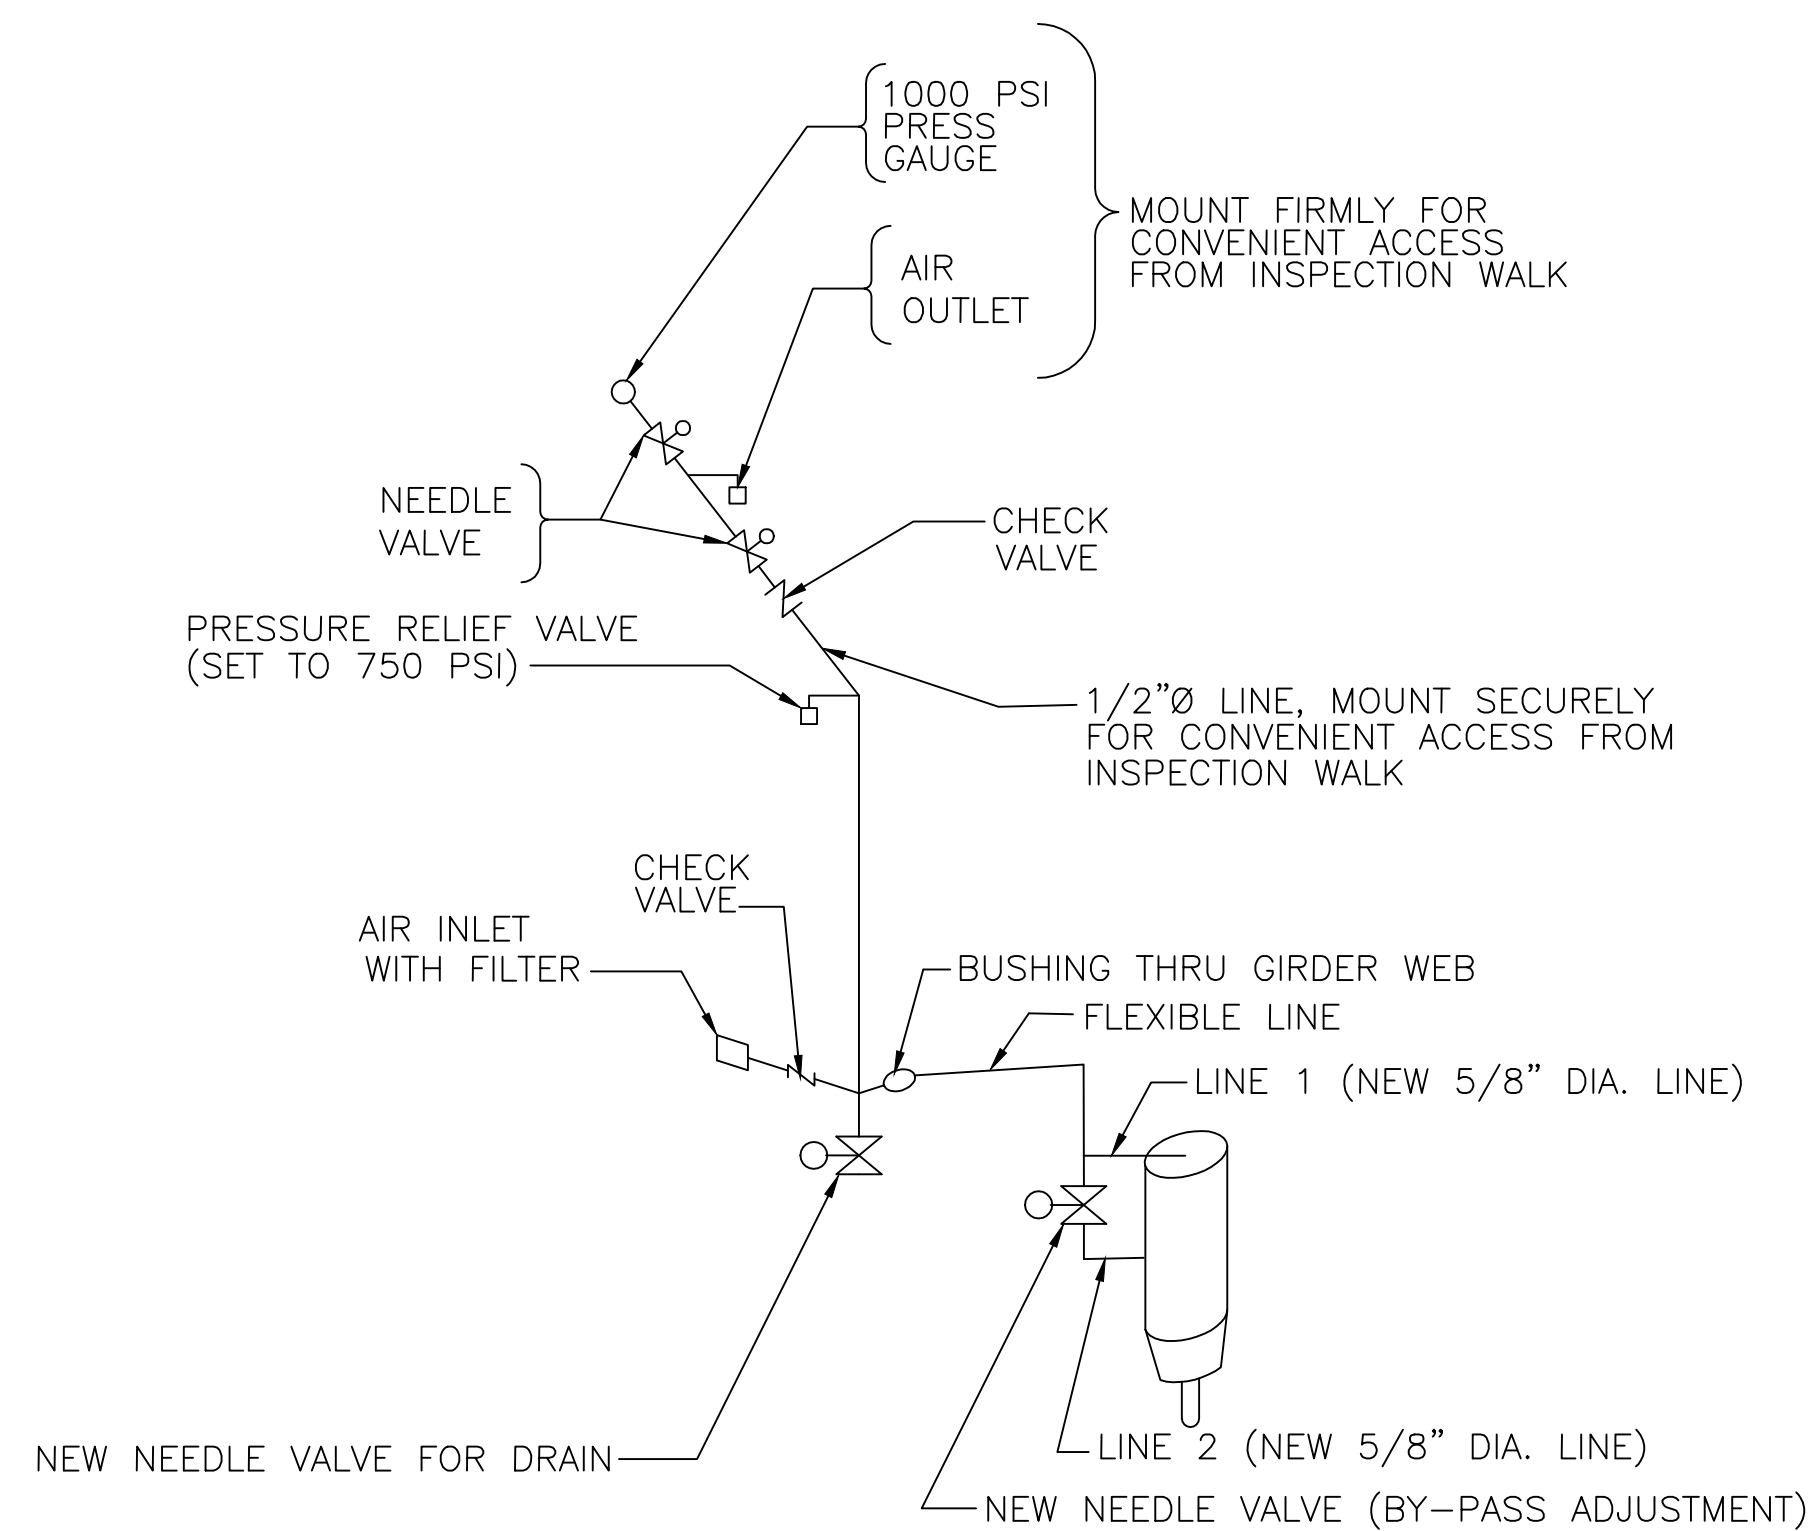 1000 PSI
PRESS
GAUGE
MOUNT FIRMLY FOR
CONVENIENT ACCESS
FROM INSPECTION WALK
AIR
OUTLET
NEEDLE
VALVE
CHECK
VALVE
PRESSURE RELIEF VALVE
(SET TO 750 PSI)
1/2”Ø LINE, MOUNT SECURELY
FOR CONVENIENT ACCESS FROM
INSPECTION WALK
CHECK
VALVE
AIR INLET
WITH FILTER
BUSHING THRU GIRDER WEB
FLEXIBLE LINE
LINE 1 (NEW 5/8” DIA. LINE)
NEW NEEDLE VALVE FOR DRAIN
LINE 2 (NEW 5/8” DIA. LINE)
NEW NEEDLE VALVE (BY-PASS ADJUSTMENT)